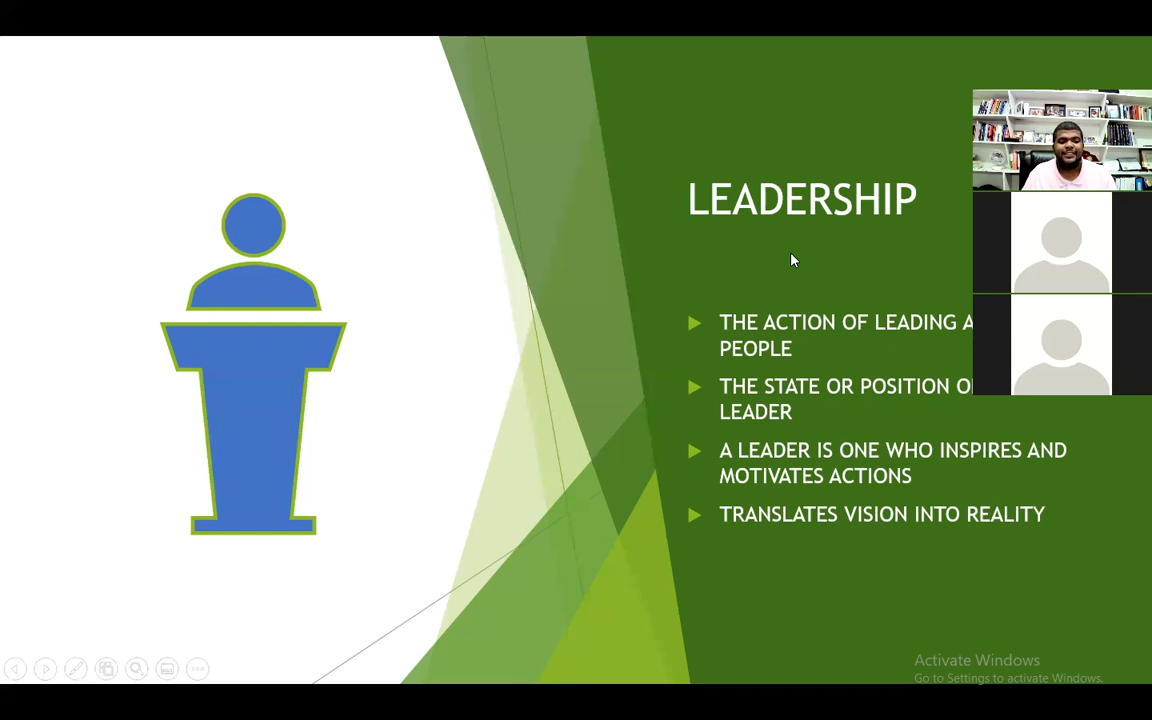 LEADERSHIP
THE ACTION OF LEADING
PEOPLE
THE STATE OR POSITION
LEADER
A LEADER IS ONE WHO INSPIRES AND
MOTIVATES ACTIONS
TRANSLATES VISION INTO REALITY
Activate Windows
Go to Settings to activate Windows.